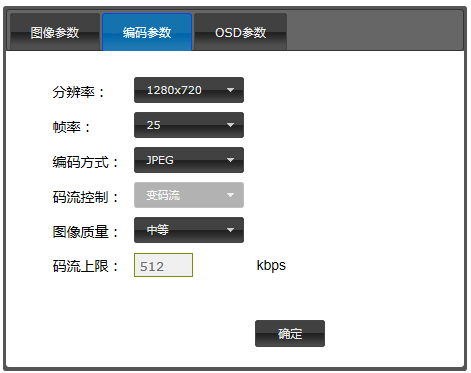 图像参数 编码参数 OSD参数
分辨率： 1280x720
帧率： 25
编码方式： JPEG
码流控制： 变码流
图像质量： 中等
码流上限： 512 kbps
确定